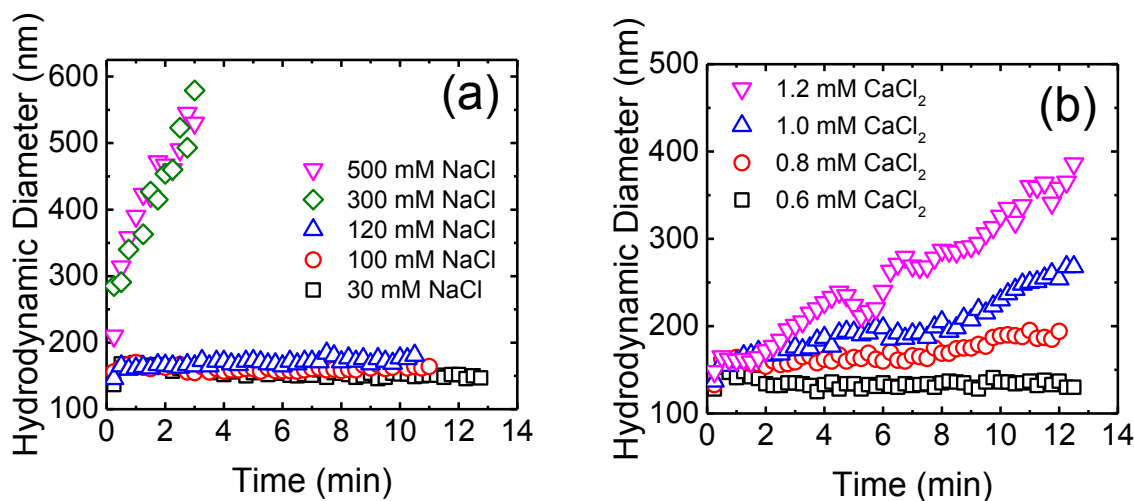 (a)
Hydrodynamic Diameter (nm)
600
500
400
300
200
100
500 mM NaCl
300 mM NaCl
120 mM NaCl
100 mM NaCl
30 mM NaCl
0 2 4 6 8 10 12 14
Time (min)
(b)
Hydrodynamic Diameter (nm)
500
400
300
200
100
1.2 mM CaCl₂
1.0 mM CaCl₂
0.8 mM CaCl₂
0.6 mM CaCl₂
0 2 4 6 8 10 12 14
Time (min)